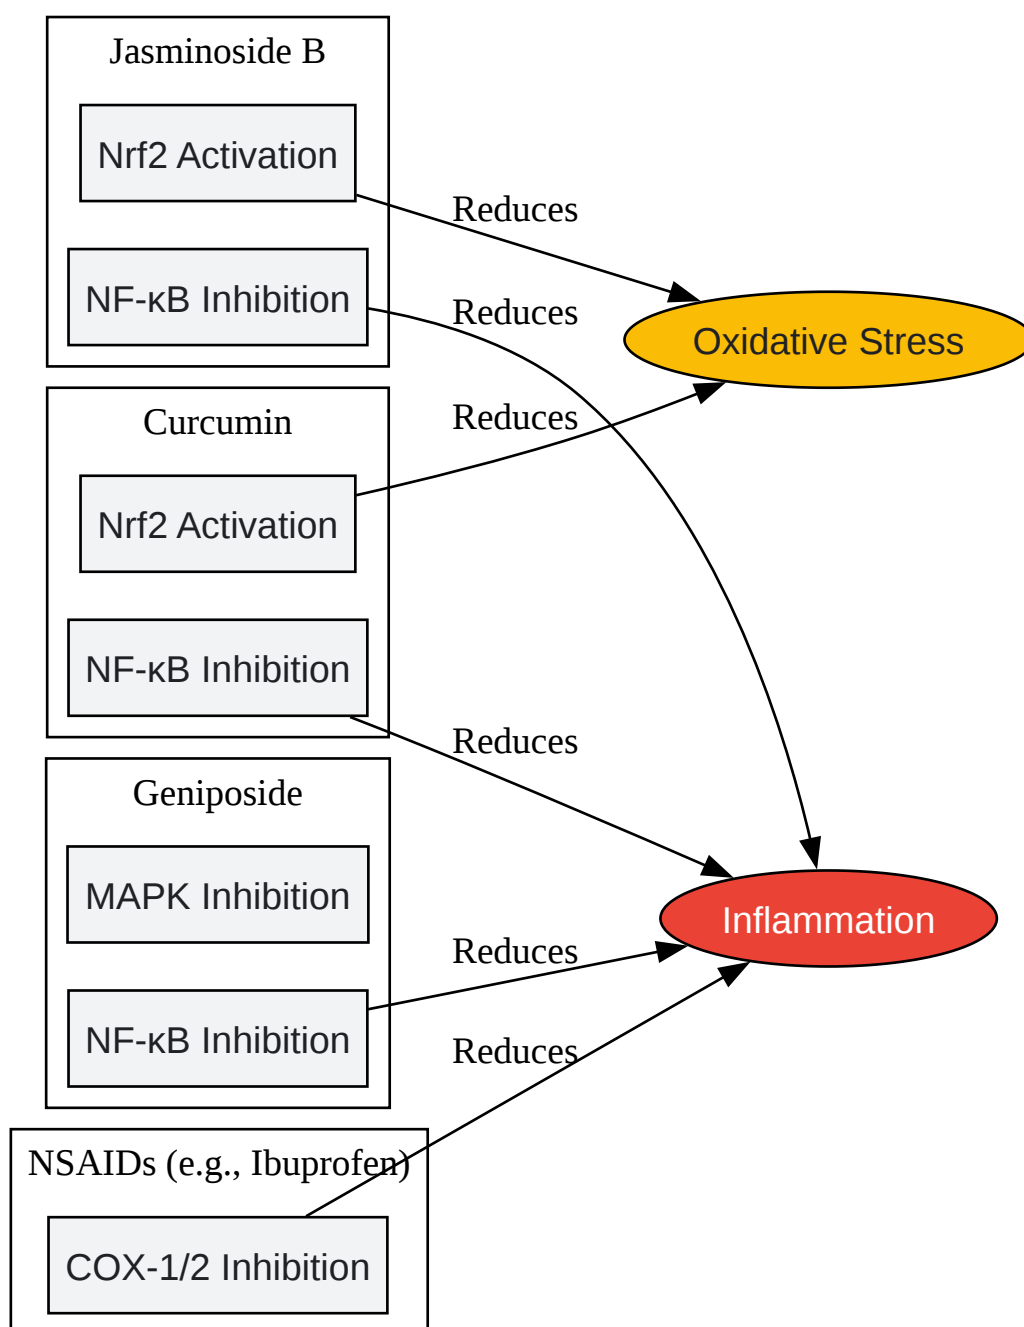 Jasminoside B
Nrf2 Activation
NF-κB Inhibition
Curcumin
Nrf2 Activation
NF-κB Inhibition
Geniposide
MAPK Inhibition
NF-κB Inhibition
NSAIDs (e.g., Ibuprofen)
COX-1/2 Inhibition
Reduces
Reduces
Reduces
Reduces
Reduces
Reduces
Oxidative Stress
Inflammation